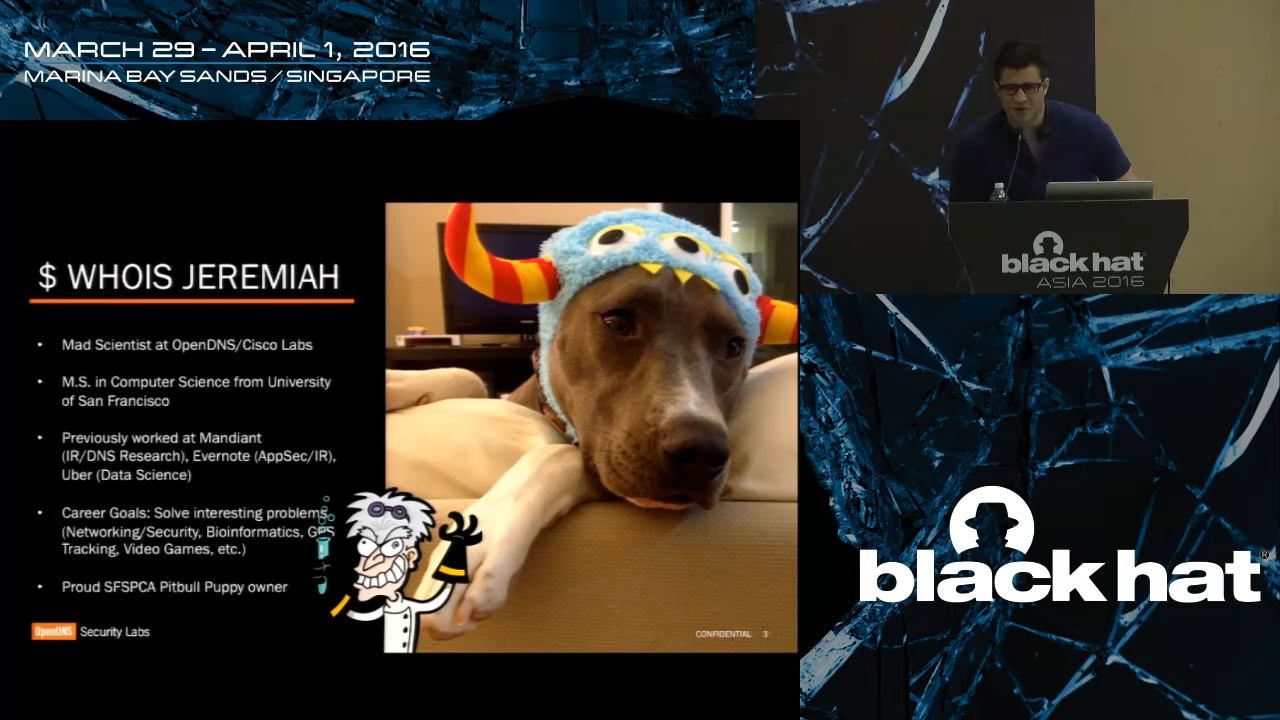 MARCH 29 – APRIL 1, 2016
MARINA BAY SANDS / SINGAPORE
$ WHOIS JEREMIAH
• Mad Scientist at OpenDNS/Cisco Labs
• M.S. in Computer Science from University
of San Francisco
• Previously worked at Mandiant
(IR/DNS Research), Evernote (AppSec/IR),
Uber (Data Science)
• Career Goals: Solve interesting problems
(Networking/Security, Bioinformatics, GPS
Tracking, Video Games, etc.)
• Proud SFSPCA Pitbull Puppy owner
OpenDNS Security Labs
CONFIDENTIAL 3
black hat
ASIA 2016
black hat®